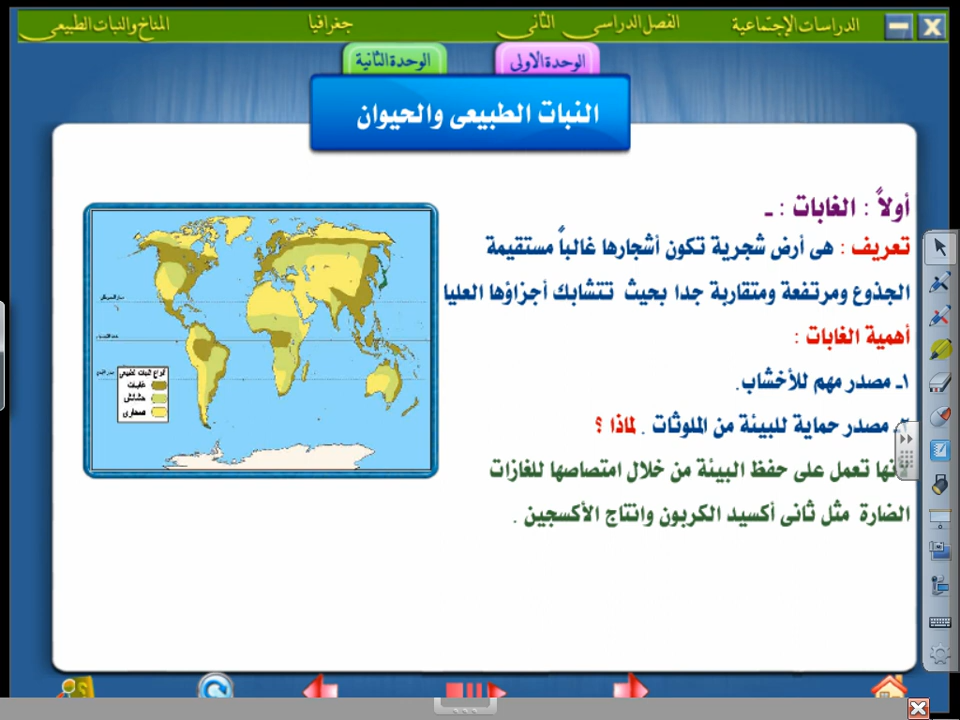 الدراسات الإجتماعية
الفصل الدراسى الثانى
جغرافيا
المناخ والنبات الطبيعى
الوحدة الاولى
الوحدة الثانية
النبات الطبيعى والحيوان
أولاً : الغابات : ـ
تعريف : هى أرض شجرية تكون أشجارها غالباً مستقيمة
الجذوع ومرتفعة ومتقاربة جدا بحيث تتشابك أجزاؤها العليا
أهمية الغابات :
١ـ مصدر مهم للأخشاب.
ـ مصدر حماية للبيئة من الملوثات . لماذا ؟
لأنها تعمل على حفظ البيئة من خلال امتصاصها للغازات
الضارة مثل ثانى أكسيد الكربون وانتاج الأكسجين .
أنواع النبات الطبيعى
غابات
حشائش
صحارى